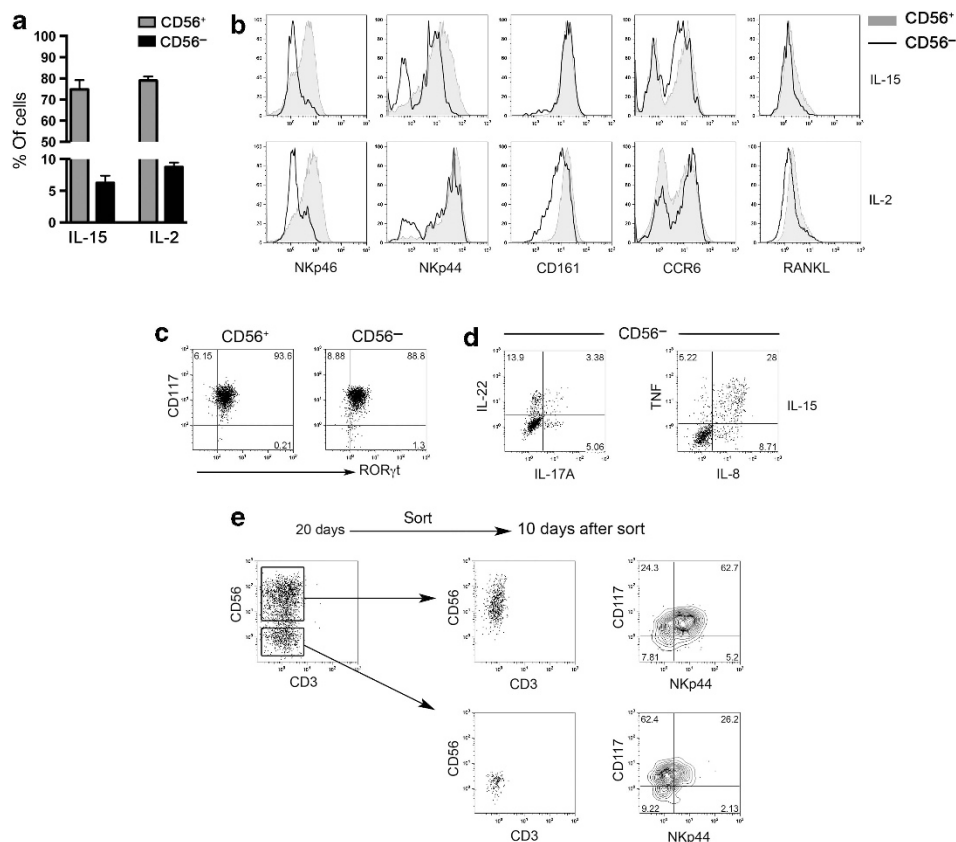 a
CD56+
CD56–
% Of cells
100
90
80
70
60
50
10
5
0
IL-15 IL-2
b
CD56+
CD56–
IL-15
IL-2
NKp46 NKp44 CD161 CCR6 RANKL
c
CD56+ CD56–
6.15 93.6
0.21
8.88 88.8
1.3
CD117
RORγt
d
CD56–
13.9 3.38
5.06
IL-22
IL-17A
5.22 28
8.71
TNF
IL-8
IL-15
e
Sort
20 days 10 days after sort
CD56
CD3
CD56
CD3
24.3 62.7
7.81 5.2
CD117
NKp44
CD56
CD3
62.4 26.2
9.22 2.13
CD117
NKp44